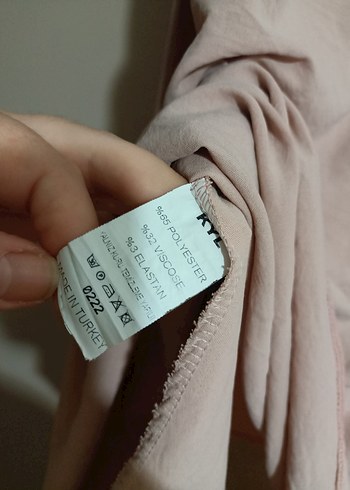 %65 POLYESTER
%32 VISCOSE
%3 ELASTAN
0222
MADE IN TURKEY
KYL